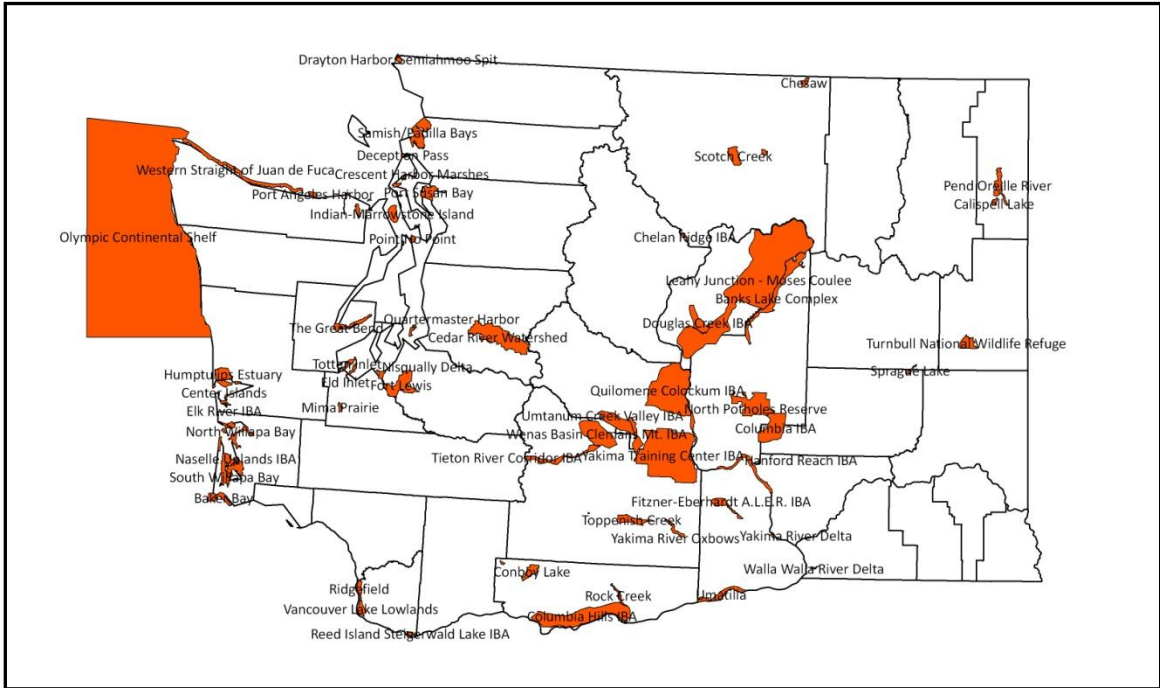 Drayton Harbor/Semiahmoo Spit
Chesaw
Samish/Padilla Bays
Deception Pass
Scotch Creek
Western Straight of Juan de Fuca
Crescent Harbor Marshes
Port Angeles Harbor
Port Susan Bay
Pend Oreille River
Calispell Lake
Indian-Marrowstone Island
Olympic Continental Shelf
Point No Point
Chelan Ridge IBA
Leahy Junction - Moses Coulee
Banks Lake Complex
The Great Bend
Quartermaster Harbor
Cedar River Watershed
Douglas Creek IBA
Turnbull National Wildlife Refuge
Sprague Lake
Humptulips Estuary
Totten Inlet
Nisqually Delta
Eld Inlet
Fort Lewis
Center Islands
Quilomene Colockum IBA
Elk River IBA
Mima Prairie
Umtanum Creek Valley IBA
North Potholes Reserve
North Willapa Bay
Wenas Basin Clemans Mt. IBA
Columbia IBA
Naselle Uplands IBA
Tieton River Corridor IBA
Yakima Training Center IBA
Hanford Reach IBA
South Willapa Bay
Baker Bay
Fitzner-Eberhardt A.L.E.R. IBA
Toppenish Creek
Yakima River Oxbows
Yakima River Delta
Walla Walla River Delta
Conboy Lake
Ridgefield
Rock Creek
Umatilla
Vancouver Lake Lowlands
Columbia Hills IBA
Reed Island Steigerwald Lake IBA